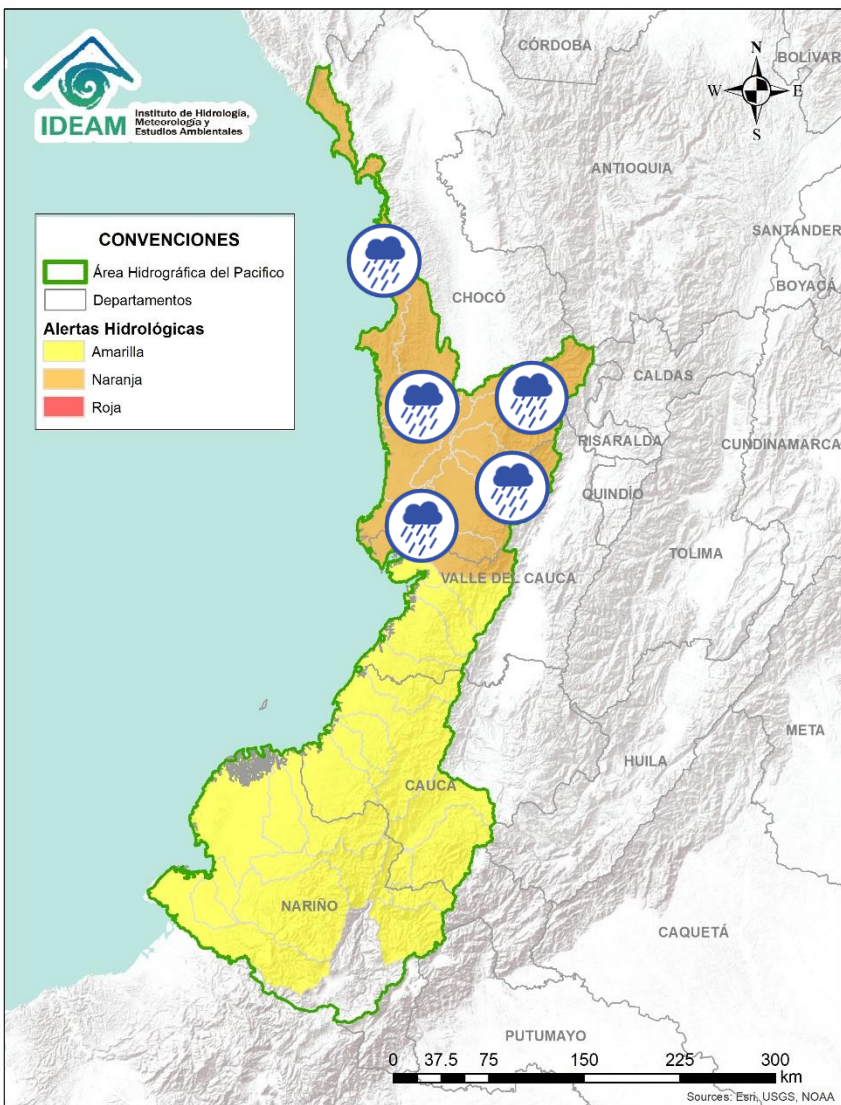 IDEAM
Instituto de Hidrología,
Meteorología y
Estudios Ambientales
CÓRDOBA
BOLÍVAR
N
W
E
S
ANTIOQUIA
SANTÁNDER
BOYACÁ
CONVENCIONES
Área Hidrográfica del Pacifico
Departamentos
Alertas Hidrológicas
Amarilla
Naranja
Roja
CHOCÓ
CALDAS
RISARALDA
CUNDINAMARCA
QUINDÍO
TOLIMA
VALLE DEL CAUCA
META
HUILA
CAUCA
NARIÑO
CAQUETÁ
PUTUMAYO
0 37.5 75 150 225 300
km
Sources: Esri, USGS, NOAA